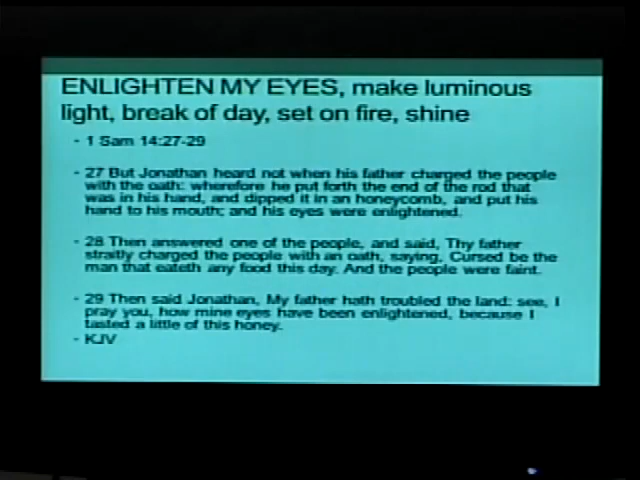 ENLIGHTEN MY EYES, make luminous
light, break of day, set on fire, shine
- 1 Sam 14:27-29
- 27 But Jonathan heard not when his father charged the people
with the oath: wherefore he put forth the end of the rod that
was in his hand, and dipped it in an honeycomb, and put his
hand to his mouth; and his eyes were enlightened.
- 28 Then answered one of the people, and said, Thy father
straitly charged the people with an oath, saying, Cursed be the
man that eateth any food this day. And the people were faint.
- 29 Then said Jonathan, My father hath troubled the land: see, I
pray you, how mine eyes have been enlightened, because I
tasted a little of this honey.
- KJV